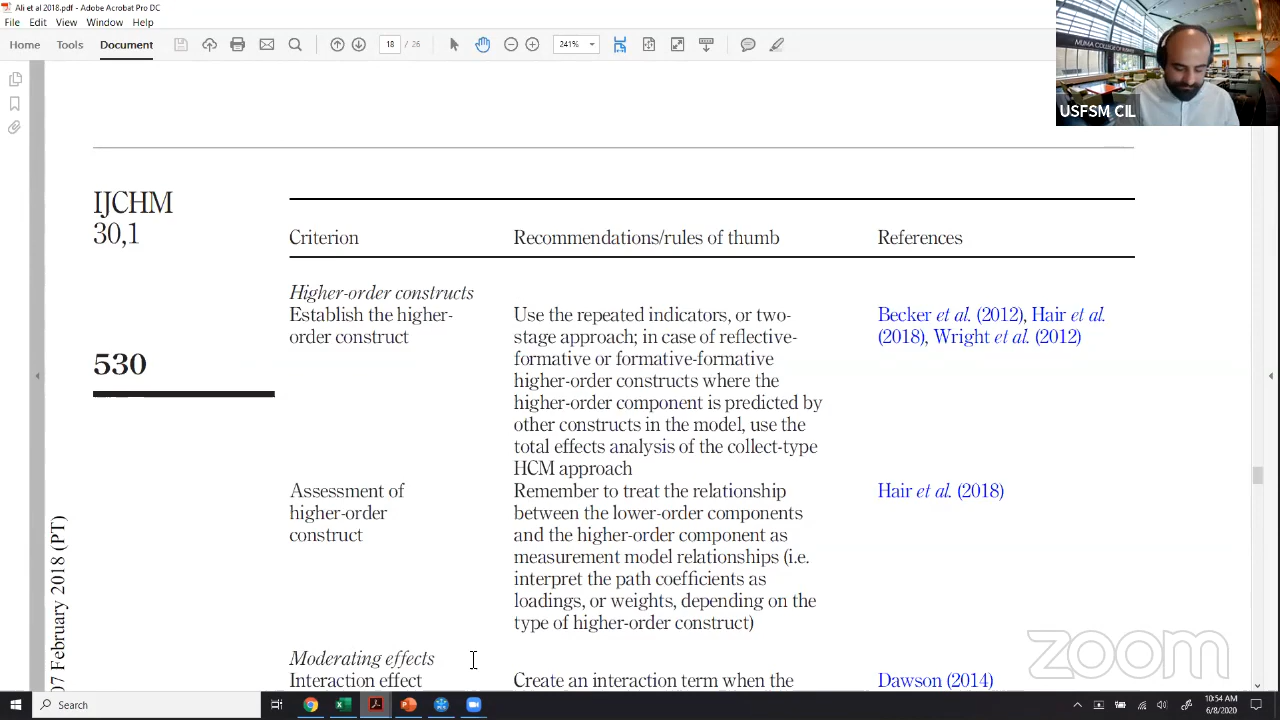 Ali et al 2018.pdf - Adobe Acrobat Pro DC
File Edit View Window Help
Home Tools Document
18 / 26
241%
MUMA COLLEGE OF BUSINESS
USFSM CIL
IJCHM
30,1
530
07 February 2018 (PT)
Criterion Recommendations/rules of thumb References
Higher-order constructs
Establish the higher- Use the repeated indicators, or two- Becker et al. (2012), Hair et al.
order construct stage approach; in case of reflective- (2018), Wright et al. (2012)
formative or formative-formative
higher-order constructs where the
higher-order component is predicted by
other constructs in the model, use the
total effects analysis of the collect-type
HCM approach
Assessment of Remember to treat the relationship Hair et al. (2018)
higher-order between the lower-order components
construct and the higher-order component as
measurement model relationships (i.e.
interpret the path coefficients as
loadings, or weights, depending on the
type of higher-order construct)
Moderating effects
Interaction effect Create an interaction term when the Dawson (2014)
zoom
Search
10:54 AM
6/8/2020